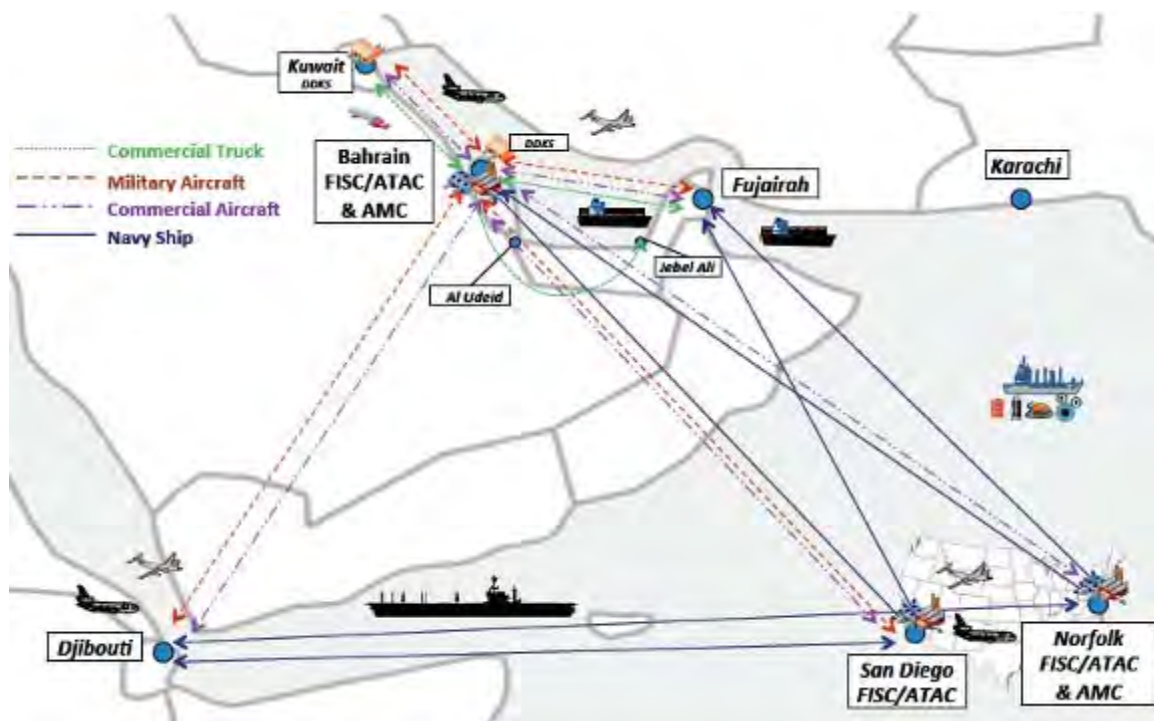 Kuwait
DDKS
Commercial Truck
Military Aircraft
Commercial Aircraft
Navy Ship
Bahrain
FISC/ATAC
& AMC
DDKS
Fujairah
Karachi
Al Udeid
Jebel Ali
Djibouti
San Diego
FISC/ATAC
Norfolk
FISC/ATAC
& AMC